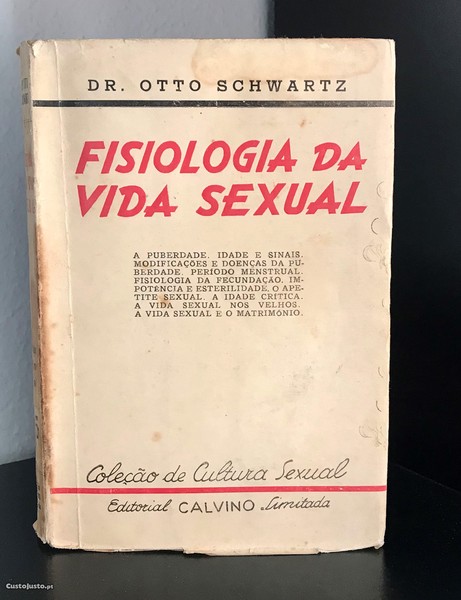 DR. OTTO SCHWARTZ
FISIOLOGIA DA
VIDA SEXUAL
A PUBERDADE. IDADE E SINAIS.
MODIFICAÇÕES E DOENÇAS DA PU-
BERDADE. PERÍODO MENSTRUAL.
FISIOLOGIA DA FECUNDAÇÃO. IM-
POTÊNCIA E ESTERILIDADE. O APE-
TITE SEXUAL. A IDADE CRÍTICA.
A VIDA SEXUAL NOS VELHOS.
A VIDA SEXUAL E O MATRIMÔNIO.
Coleção de Cultura Sexual
Editorial CALVINO Limitada
CustoJusto.pt